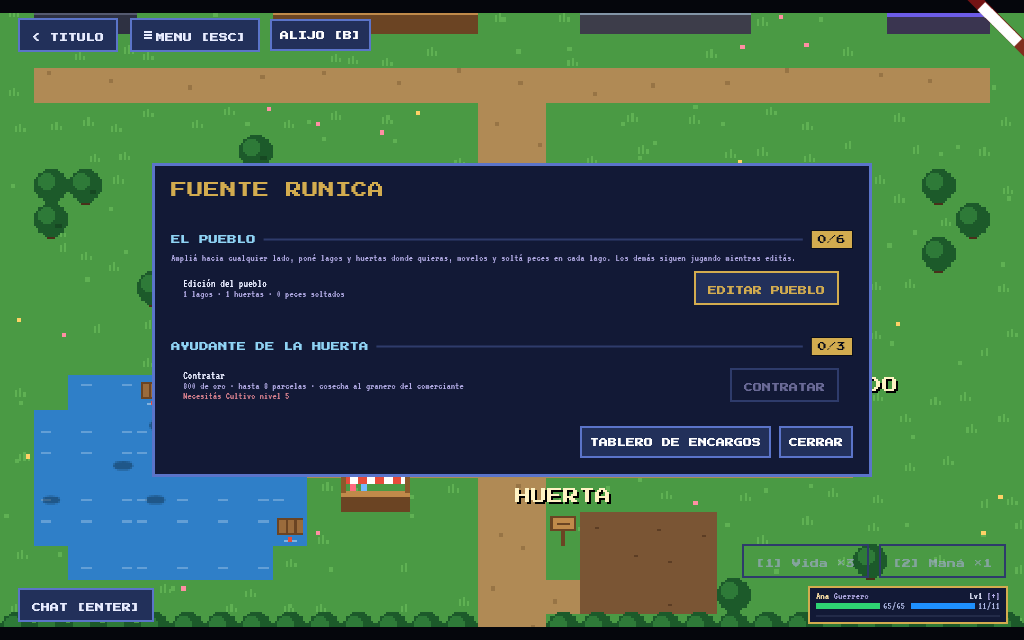 < TITULO
≡MENU [ESC]
ALIJO [B]
FUENTE RUNICA
EL PUEBLO
0/6
Ampliá hacia cualquier lado, poné lagos y huertas donde quieras, movelos y soltá peces en cada lago. Los demás siguen jugando mientras editás.
Edición del pueblo
1 lagos · 1 huertas · 0 peces soltados
EDITAR PUEBLO
AYUDANTE DE LA HUERTA
0/3
Contratar
800 de oro · hasta 8 parcelas · cosecha al granero del comerciante
Necesitás Cultivo nivel 5
CONTRATAR
DO
TABLERO DE ENCARGOS
CERRAR
HUERTA
[1] Vida ×3
[2] Maná ×1
Ana Guerrero
Lv1 [↑]
65/65
11/11
CHAT [ENTER]